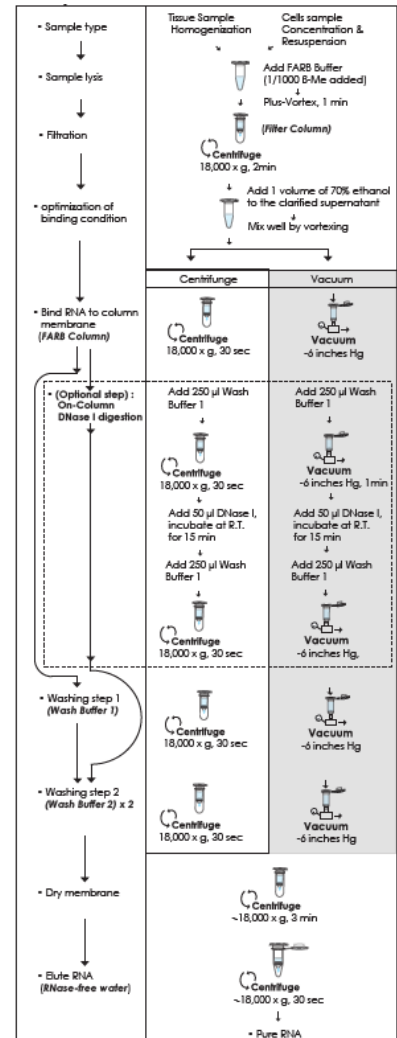 • Sample type
• Sample lysis
• Filtration
• optimization of
binding condition
• Bind RNA to column
membrane
(FARB Column)
• (Optional step) :
On-Column
DNase I digestion
• Washing step 1
(Wash Buffer 1)
• Washing step 2
(Wash Buffer 2) x 2
• Dry membrane
• Elute RNA
(RNase-free water)
Tissue Sample
Homogenization
Cells sample
Concentration &
Resuspension
Add FARB Buffer
(1/1000 B-Me added)
Plus-Vortex, 1 min
(Filter Column)
Centrifuge
18,000 x g, 2min
Add 1 volume of 70% ethanol
to the clarified supernatant
Mix well by vortexing
Centrifunge
Centrifuge
18,000 x g, 30 sec
Add 250 µl Wash
Buffer 1
Centrifuge
18,000 x g, 30 sec
Add 50 µl DNase I,
incubate at R.T.
for 15 min
Add 250 µl Wash
Buffer 1
Centrifuge
18,000 x g, 30 sec
Centrifuge
18,000 x g, 30 sec
Centrifuge
18,000 x g, 30 sec
Vacuum
Vacuum
-6 inches Hg
Add 250 µl Wash
Buffer 1
Vacuum
-6 inches Hg, 1min
Add 50 µl DNase I,
incubate at R.T.
for 15 min
Add 250 µl Wash
Buffer 1
Vacuum
-6 inches Hg,
Vacuum
-6 inches Hg
Vacuum
-6 inches Hg
Centrifuge
~18,000 x g, 3 min
Centrifuge
~18,000 x g, 30 sec
• Pure RNA